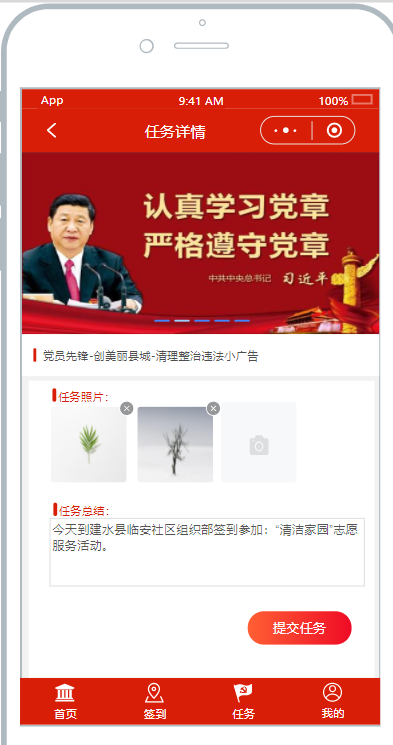 App 9:41 AM 100%
任务详情
认真学习党章
严格遵守党章
中共中央总书记 习近平
党员先锋-创美丽县城-清理整治违法小广告
任务照片：
任务总结：
今天到建水县临安社区组织部签到参加：“清洁家园”志愿
服务活动。
提交任务
首页 签到 任务 我的